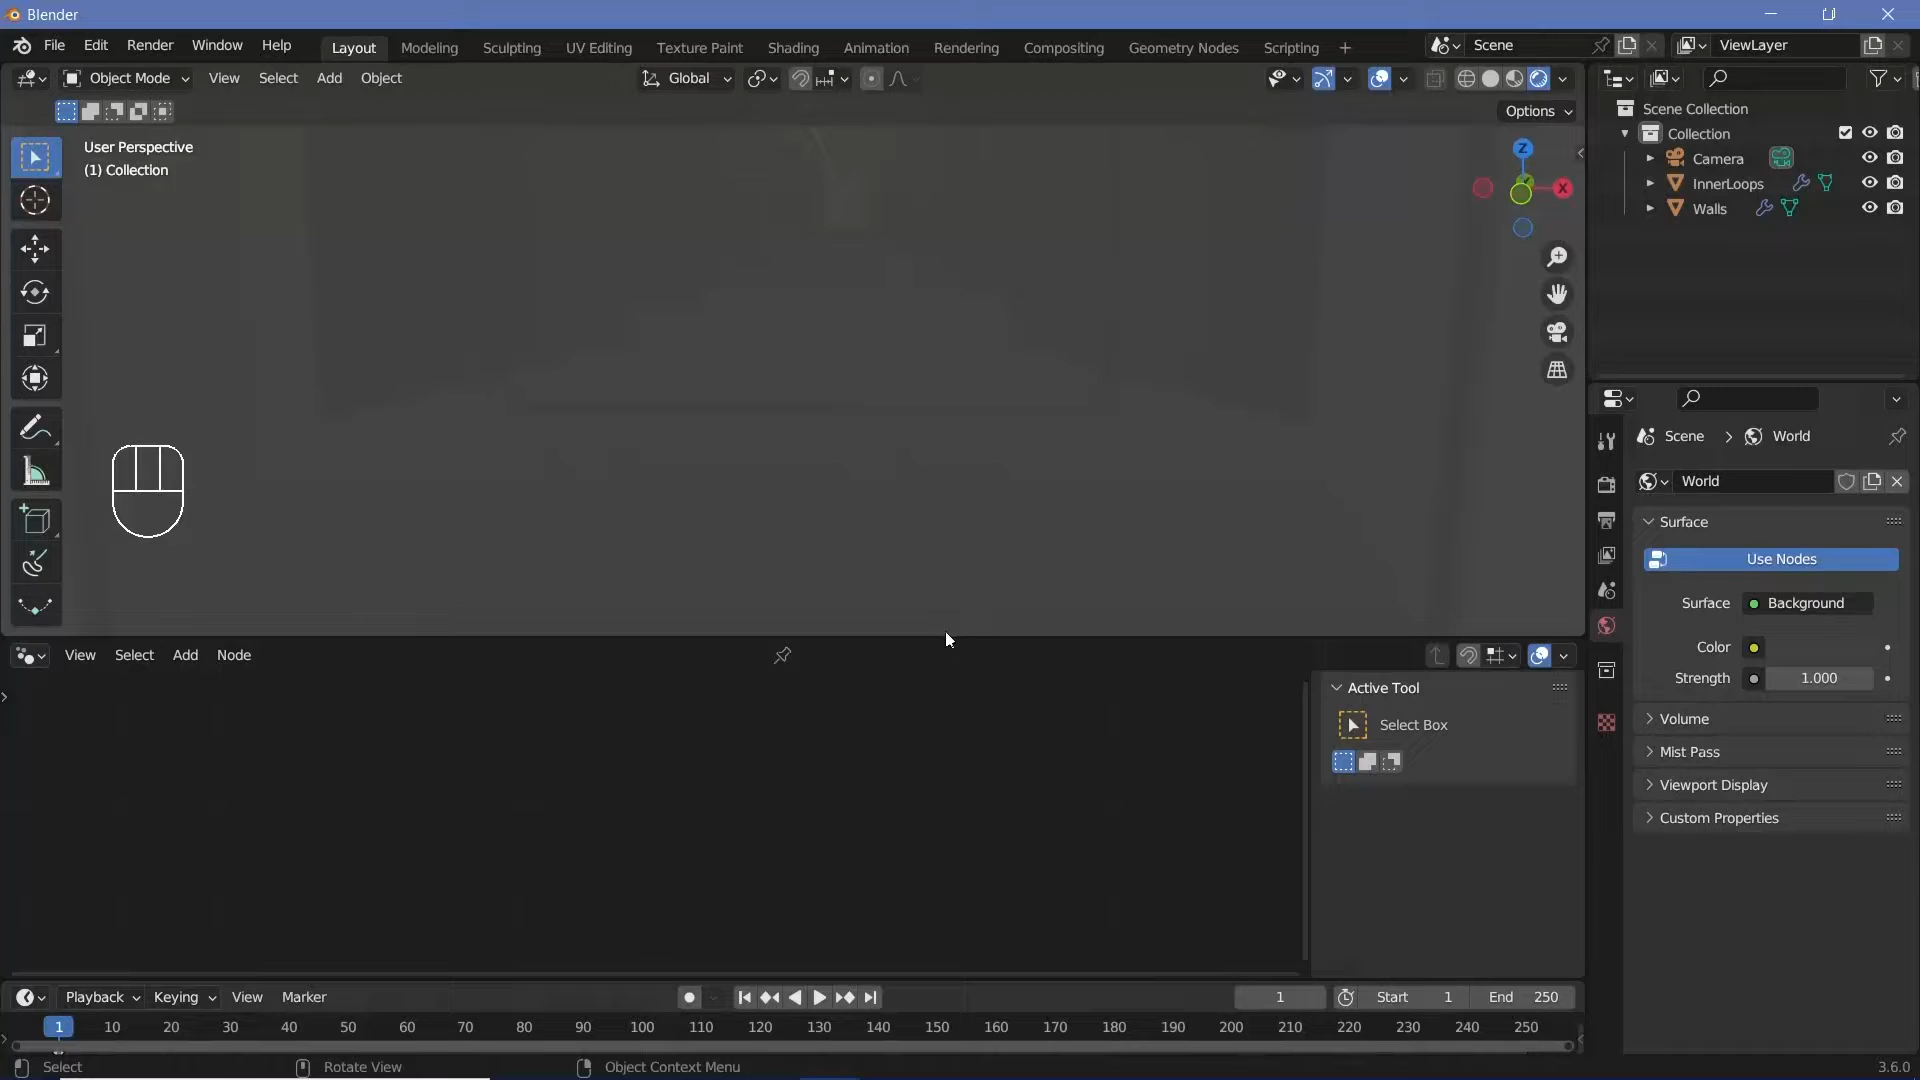 Blender
File Edit Render Window Help Layout Modeling Sculpting UV Editing Texture Paint Shading Animation Rendering Compositing Geometry Nodes Scripting + Scene ViewLayer
Object Mode View Select Add Object Global
Options
User Perspective
(1) Collection
Z
X
Scene Collection
Collection
Camera
InnerLoops
Walls
Scene > World
World
Surface
Use Nodes
Surface Background
Color
Strength 1.000
Volume
Mist Pass
Viewport Display
Custom Properties
View Select Add Node
Active Tool
Select Box
Playback Keying View Marker 1 Start 1 End 250
1 10 20 30 40 50 60 70 80 90 100 110 120 130 140 150 160 170 180 190 200 210 220 230 240 250
Select Rotate View Object Context Menu 3.6.0